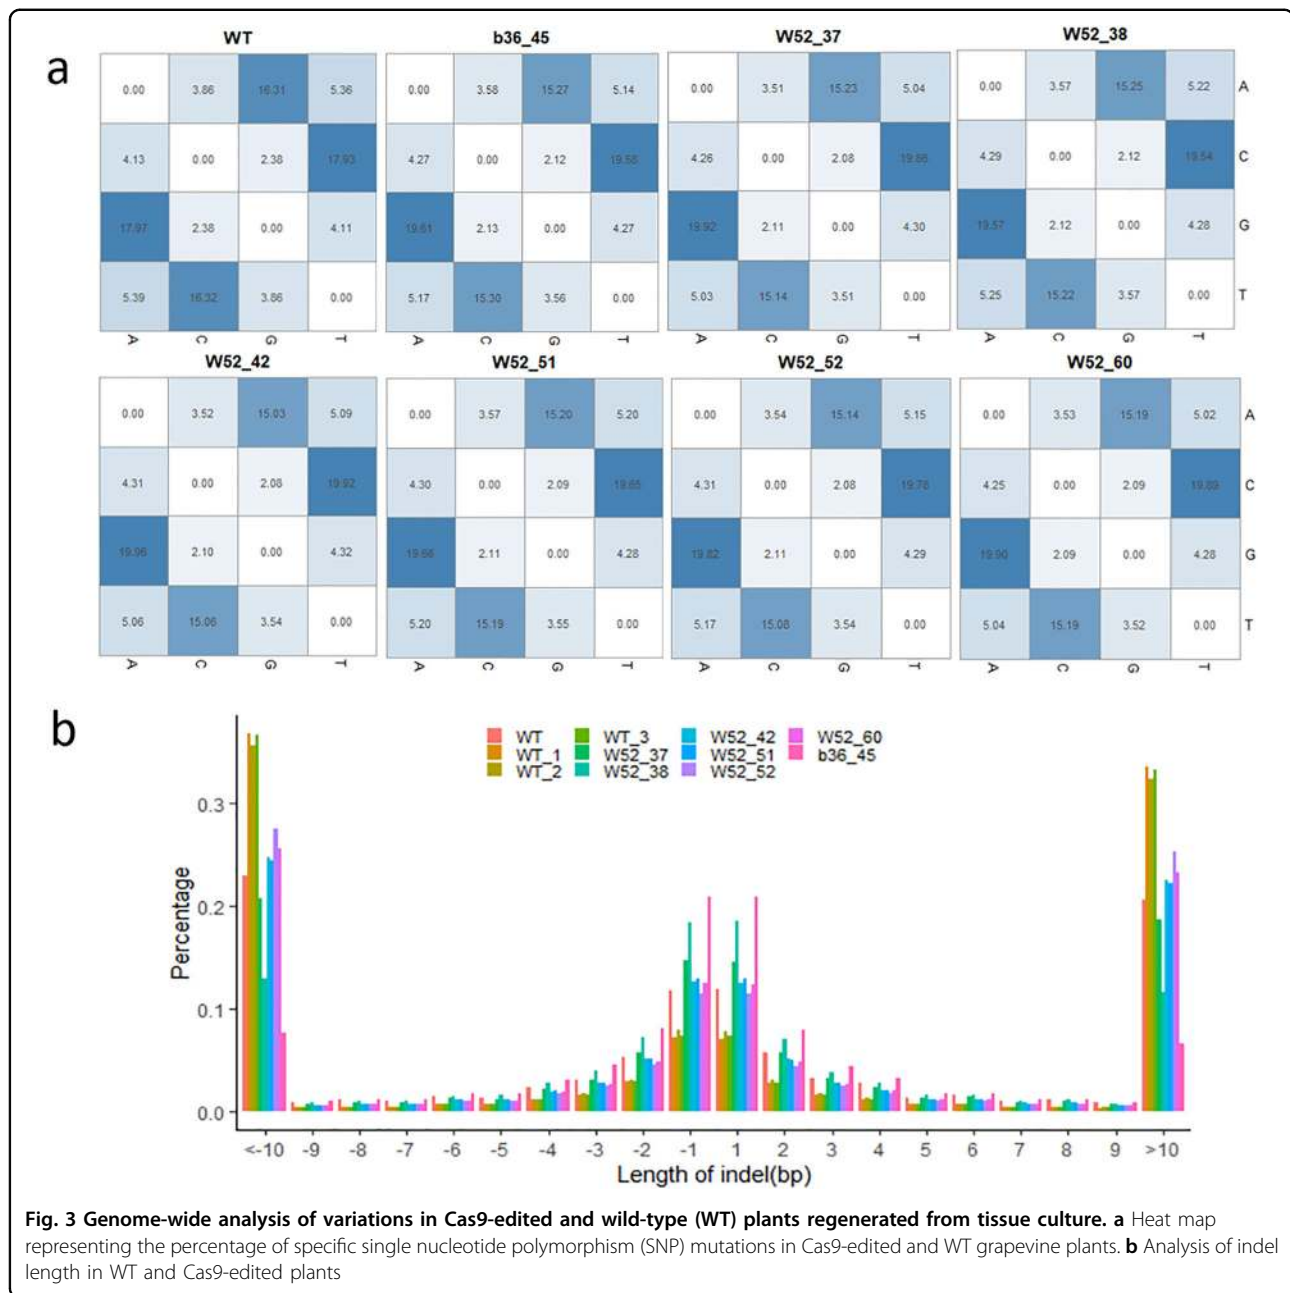 a
WT b36_45 W52_37 W52_38
0.00 3.86 16.31 5.36 0.00 3.58 15.27 5.14 0.00 3.51 15.23 5.04 0.00 3.57 15.25 5.22 A
4.13 0.00 2.38 17.93 4.27 0.00 2.12 19.58 4.26 0.00 2.08 19.86 4.29 0.00 2.12 19.54 C
17.97 2.38 0.00 4.11 19.61 2.13 0.00 4.27 19.92 2.11 0.00 4.30 19.57 2.12 0.00 4.28 G
5.39 16.32 3.86 0.00 5.17 15.30 3.56 0.00 5.03 15.14 3.51 0.00 5.25 15.22 3.57 0.00 T
A C G T A C G T A C G T A C G T
W52_42 W52_51 W52_52 W52_60
0.00 3.52 15.03 5.09 0.00 3.57 15.20 5.20 0.00 3.54 15.14 5.15 0.00 3.53 15.19 5.02 A
4.31 0.00 2.08 19.92 4.30 0.00 2.09 19.65 4.31 0.00 2.08 19.78 4.25 0.00 2.09 19.89 C
19.96 2.10 0.00 4.32 19.66 2.11 0.00 4.28 19.82 2.11 0.00 4.29 19.90 2.09 0.00 4.28 G
5.06 15.06 3.54 0.00 5.20 15.19 3.55 0.00 5.17 15.08 3.54 0.00 5.04 15.19 3.52 0.00 T
A C G T A C G T A C G T A C G T
b
WT WT_3 W52_42 W52_60
WT_1 W52_37 W52_51 b36_45
WT_2 W52_38 W52_52
Percentage
0.3
0.2
0.1
0.0
<-10 -9 -8 -7 -6 -5 -4 -3 -2 -1 1 2 3 4 5 6 7 8 9 >10
Length of indel(bp)
Fig. 3 Genome-wide analysis of variations in Cas9-edited and wild-type (WT) plants regenerated from tissue culture. a Heat map
representing the percentage of specific single nucleotide polymorphism (SNP) mutations in Cas9-edited and WT grapevine plants. b Analysis of indel
length in WT and Cas9-edited plants